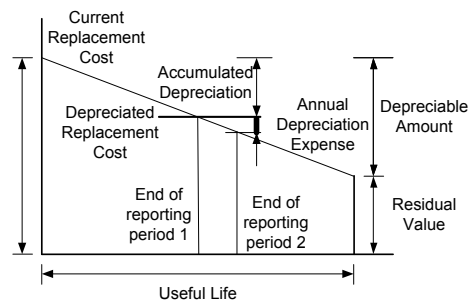 Current
Replacement
Cost
Accumulated
Depreciation
Depreciated
Replacement
Cost
Annual
Depreciation
Expense
Depreciable
Amount
End of
reporting
period 1
End of
reporting
period 2
Residual
Value
Useful Life